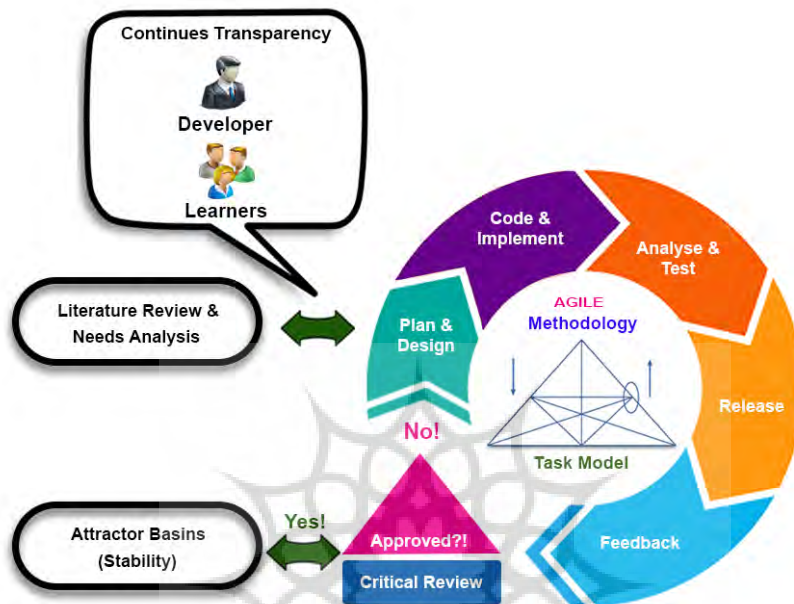 Continues Transparency
Developer
Learners
Literature Review &
Needs Analysis
Plan &
Design
Code &
Implement
Analyse &
Test
Release
Feedback
AGILE
Methodology
Task Model
No!
Approved?!
Critical Review
Yes!
Attractor Basins
(Stability)